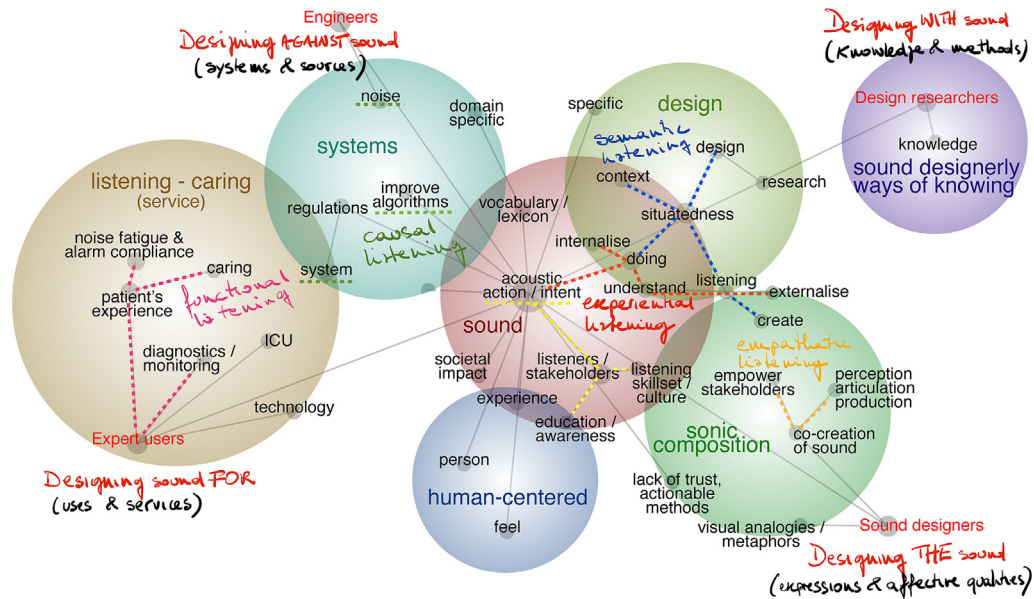 Engineers
Designing AGAINST sound
(systems & sources)
Designing WITH sound
(Knowledge & methods)
noise
domain
specific
systems
improve
algorithms
regulations
causal
listening
system
listening - caring
(service)
noise fatigue &
alarm compliance
caring
patient's
experience
functional
listening
diagnostics /
monitoring
ICU
technology
Expert users
Designing sound FOR
(uses & services)
specific
design
semantic
listening
design
context
research
situatedness
vocabulary /
lexicon
internalise
doing
acoustic
action / intent
understand
listening
externalise
experiential
listening
sound
create
societal
impact
listeners /
stakeholders
listening
skillset /
culture
experience
education /
awareness
person
human-centered
feel
Design researchers
knowledge
sound designerly
ways of knowing
empathatic
listening
empower
stakeholders
perception
articulation
production
sonic
composition
co-creation
of sound
lack of trust,
actionable
methods
visual analogies /
metaphors
Sound designers
Designing THE sound
(expressions & affective qualities)